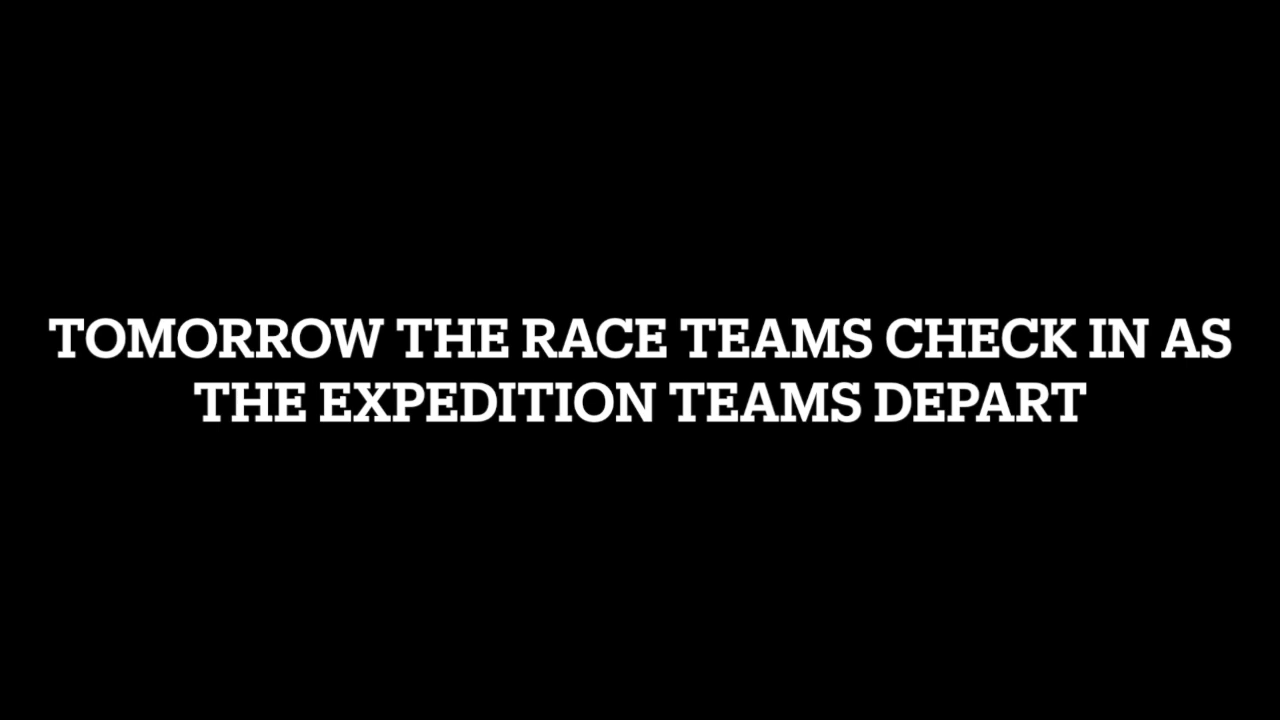 TOMORROW THE RACE TEAMS CHECK IN AS
THE EXPEDITION TEAMS DEPART